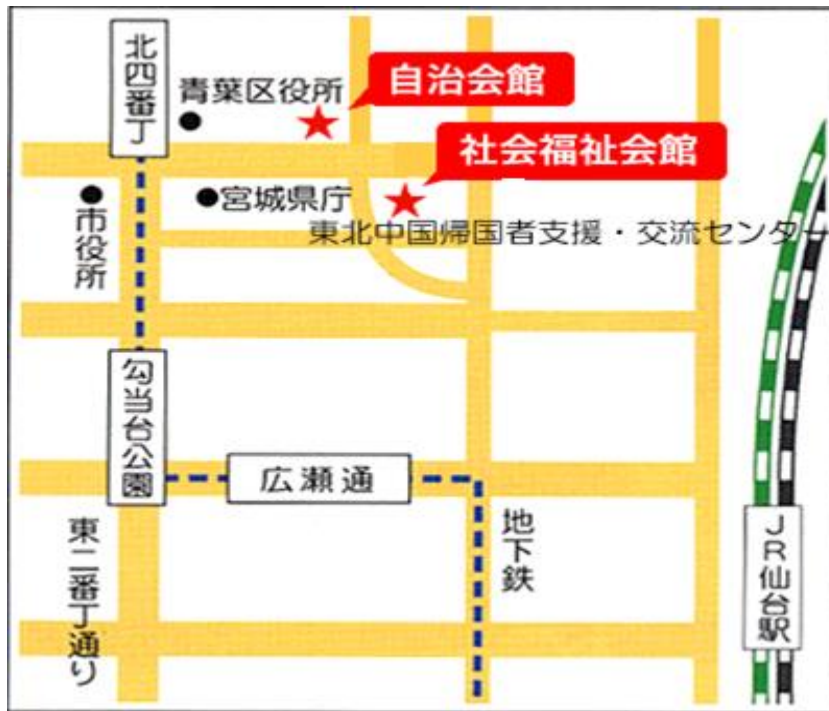 北四番丁
青葉区役所
自治会館
社会福祉会館
市役所
宮城県庁
東北中国帰国者支援・交流センター
勾当台公園
広瀬通
地下鉄
東二番丁通り
JR仙台駅